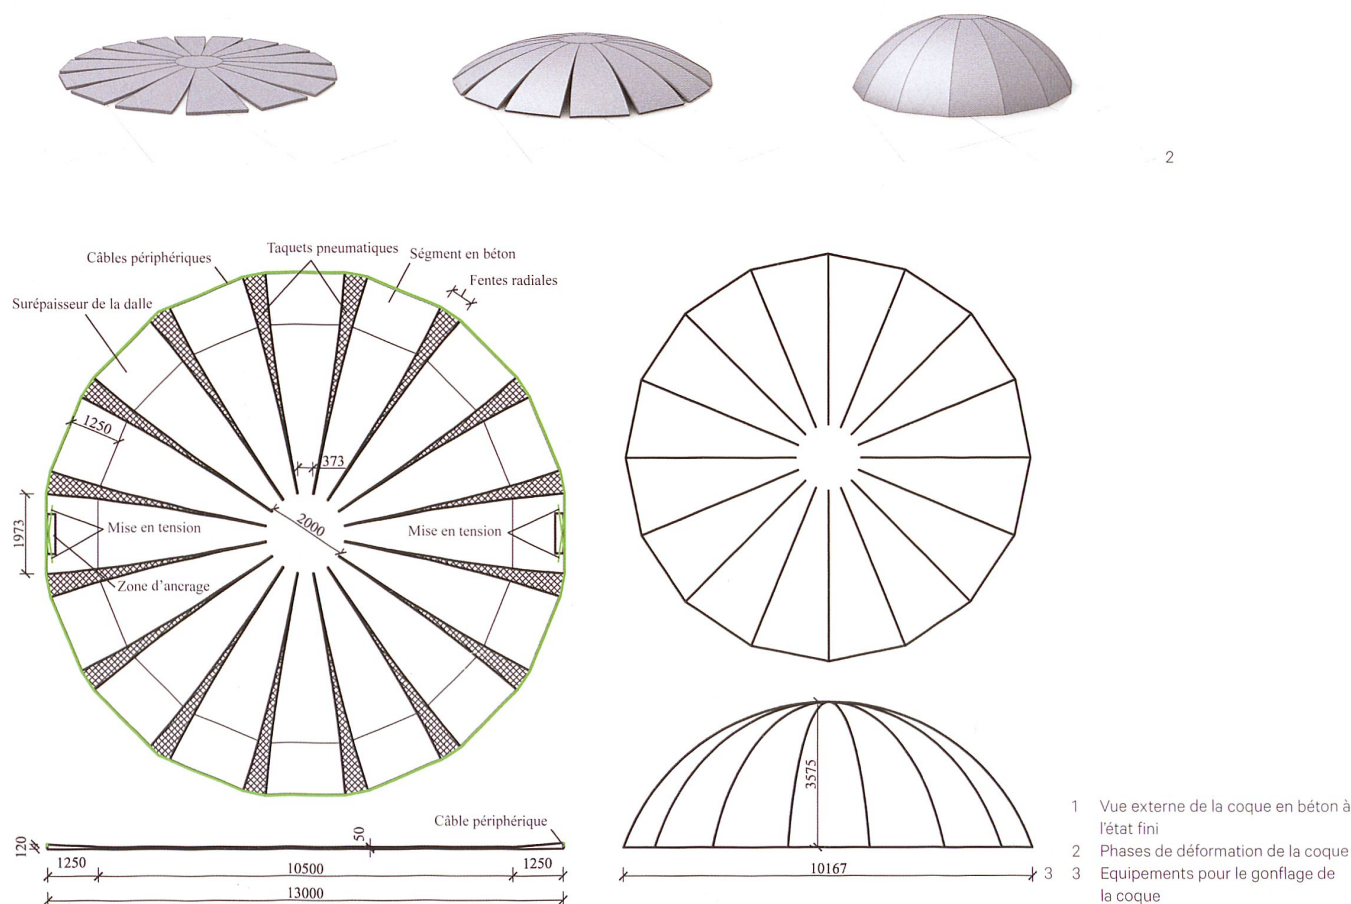 2
Câbles périphériques
Taquets pneumatiques
Ségment en béton
Fentes radiales
Surépaisseur de la dalle
1250
373
2000
1973
Mise en tension
Mise en tension
Zone d'ancrage
Câble périphérique
120
50
1250
10500
1250
13000
3575
10167
3
1 Vue externe de la coque en béton à
l'état fini
2 Phases de déformation de la coque
3 Equipements pour le gonflage de
la coque